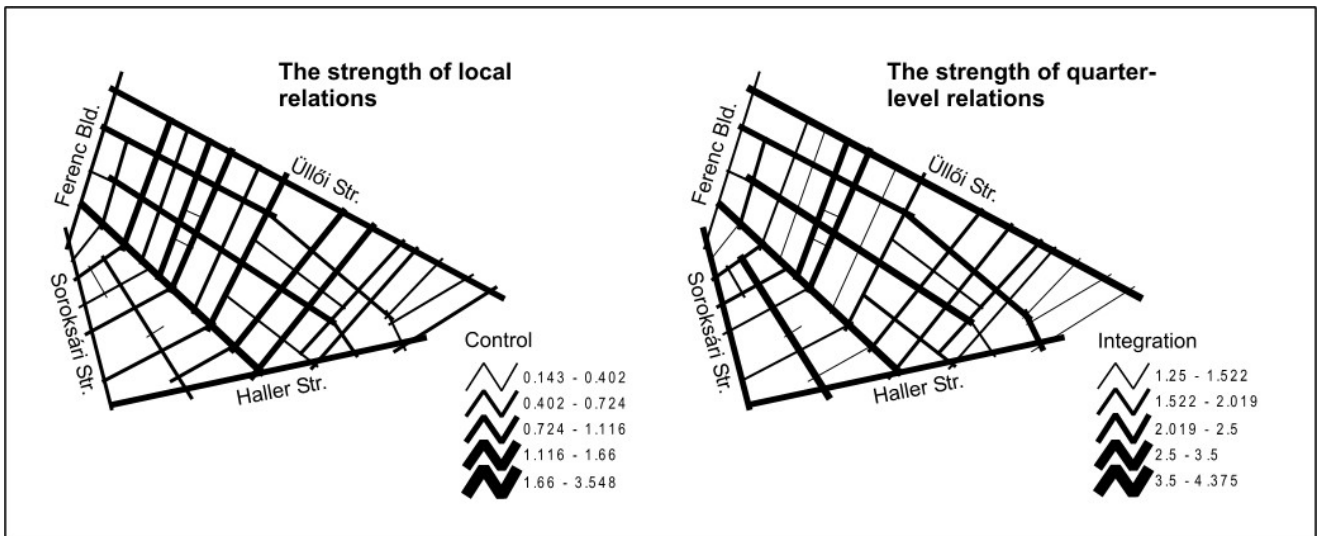 The strength of local
relations
Ferenc Bld.
Üllői Str.
Soroksári Str.
Haller Str.
Control
0.143 - 0.402
0.402 - 0.724
0.724 - 1.116
1.116 - 1.66
1.66 - 3.548
The strength of quarter-
level relations
Ferenc Bld.
Üllői Str.
Soroksári Str.
Haller Str.
Integration
1.25 - 1.522
1.522 - 2.019
2.019 - 2.5
2.5 - 3.5
3.5 - 4.375